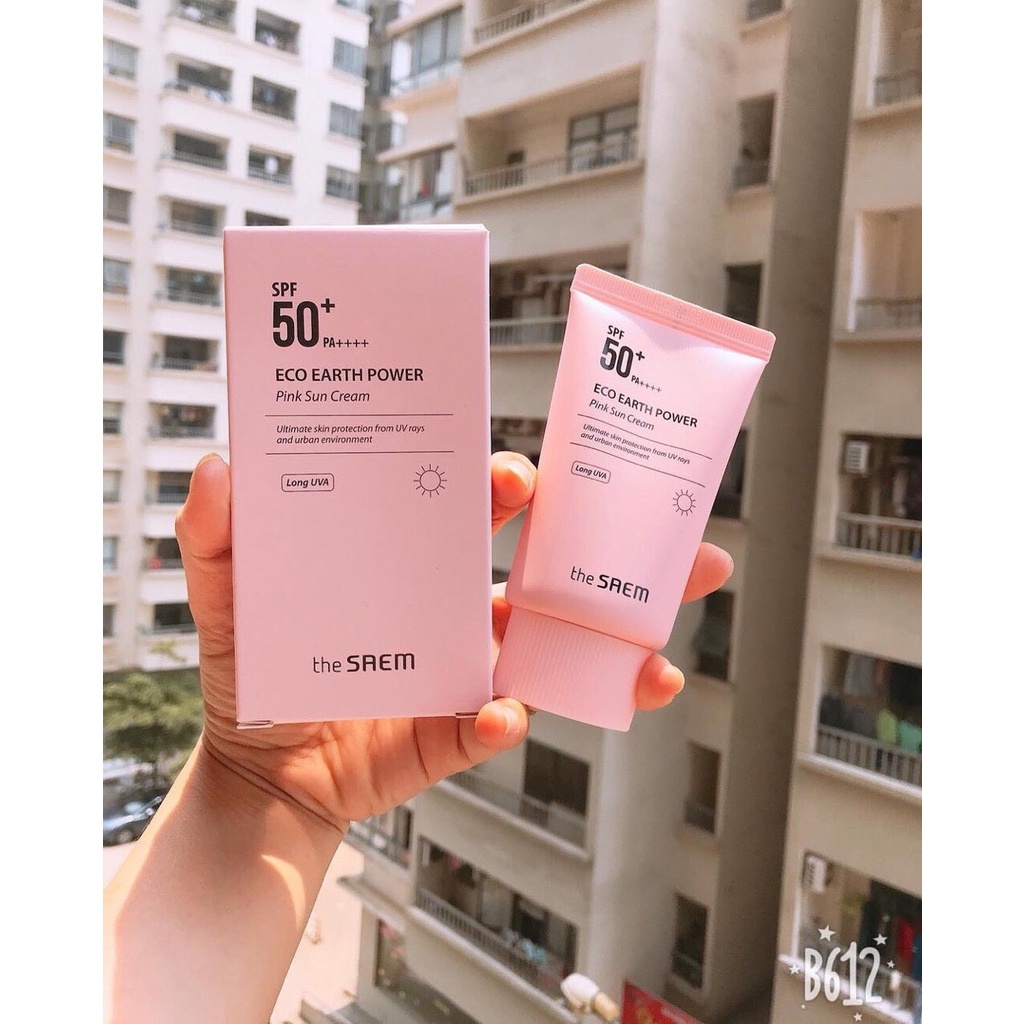 SPF
50+
PA++++
ECO EARTH POWER
Pink Sun Cream
Ultimate skin protection from UV rays
and urban environment
Long UVA
the SAEM
SPF
50+
PA++++
ECO EARTH POWER
Pink Sun Cream
Ultimate skin protection from UV rays
and urban environment
Long UVA
the SAEM
B612